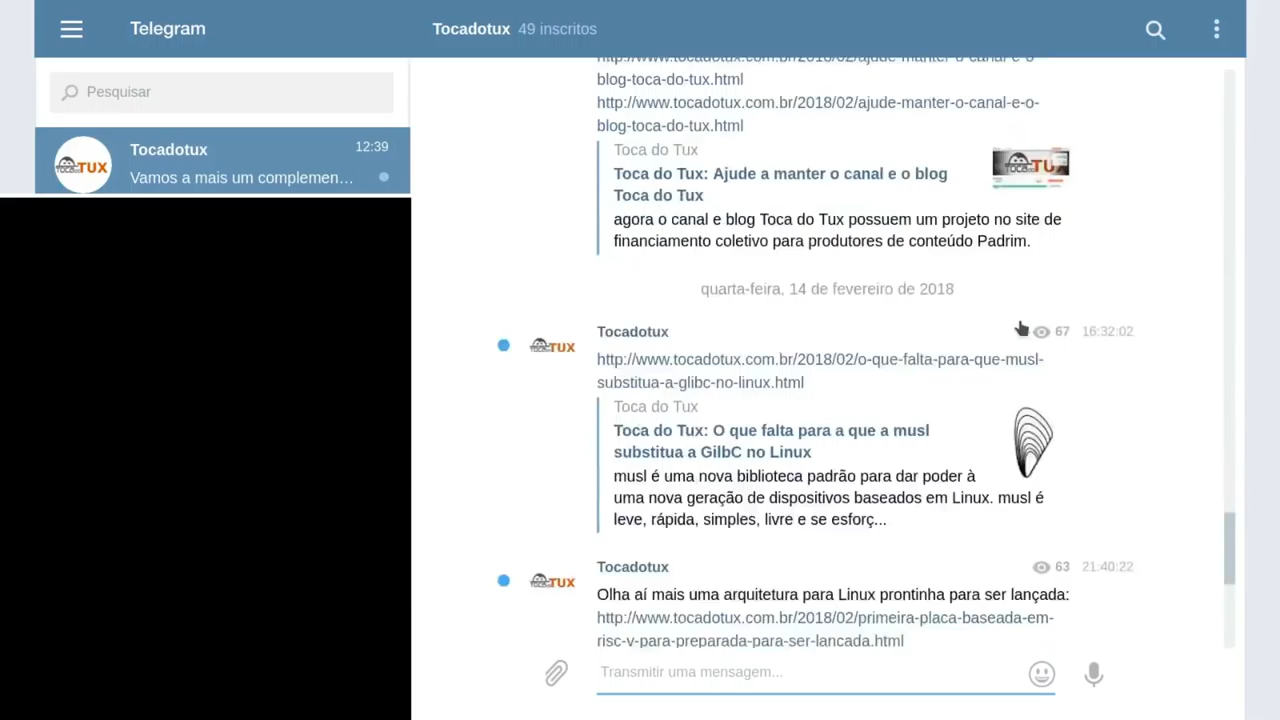 Telegram
Tocadotux 49 inscritos
Pesquisar
Tocadotux 12:39
Vamos a mais um complemen…
TOCA DO TUX
http://www.tocadotux.com.br/2018/02/ajude-manter-o-canal-e-o-
blog-toca-do-tux.html
http://www.tocadotux.com.br/2018/02/ajude-manter-o-canal-e-o-
blog-toca-do-tux.html
Toca do Tux
Toca do Tux: Ajude a manter o canal e o blog
Toca do Tux
agora o canal e blog Toca do Tux possuem um projeto no site de
financiamento coletivo para produtores de conteúdo Padrim.
quarta-feira, 14 de fevereiro de 2018
Tocadotux 67 16:32:02
http://www.tocadotux.com.br/2018/02/o-que-falta-para-que-musl-
substitua-a-glibc-no-linux.html
Toca do Tux
Toca do Tux: O que falta para a que a musl
substitua a GilbC no Linux
musl é uma nova biblioteca padrão para dar poder à
uma nova geração de dispositivos baseados em Linux. musl é
leve, rápida, simples, livre e se esforç...
Tocadotux 63 21:40:22
Olha aí mais uma arquitetura para Linux prontinha para ser lançada:
http://www.tocadotux.com.br/2018/02/primeira-placa-baseada-em-
risc-v-para-preparada-para-ser-lancada.html
Transmitir uma mensagem...